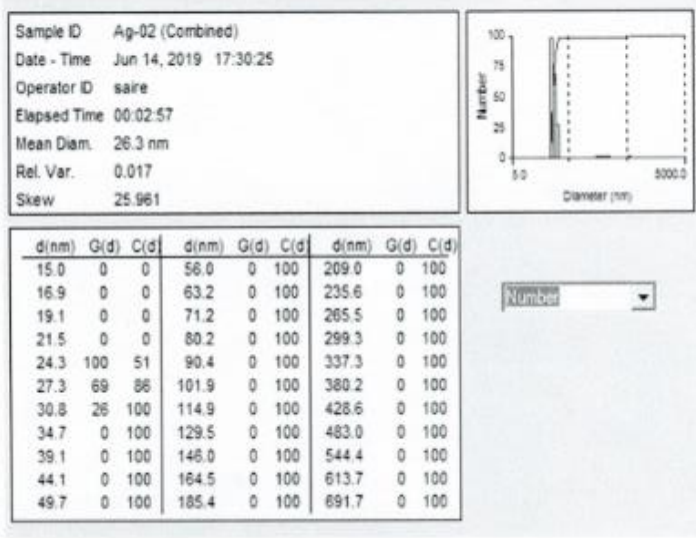 Sample ID Ag-02 (Combined)
Date - Time Jun 14, 2019 17:30:25
Operator ID saire
Elapsed Time 00:02:57
Mean Diam. 26.3 nm
Rel. Var. 0.017
Skew 25.961
100
75
50
25
0
Number
5.0 5000.0
Diameter (nm)
d(nm) G(d) C(d) d(nm) G(d) C(d) d(nm) G(d) C(d)
15.0 0 0 56.0 0 100 209.0 0 100
16.9 0 0 63.2 0 100 235.6 0 100
19.1 0 0 71.2 0 100 265.5 0 100
21.5 0 0 80.2 0 100 299.3 0 100
24.3 100 51 90.4 0 100 337.3 0 100
27.3 69 86 101.9 0 100 380.2 0 100
30.8 26 100 114.9 0 100 428.6 0 100
34.7 0 100 129.5 0 100 483.0 0 100
39.1 0 100 146.0 0 100 544.4 0 100
44.1 0 100 164.5 0 100 613.7 0 100
49.7 0 100 185.4 0 100 691.7 0 100
Number